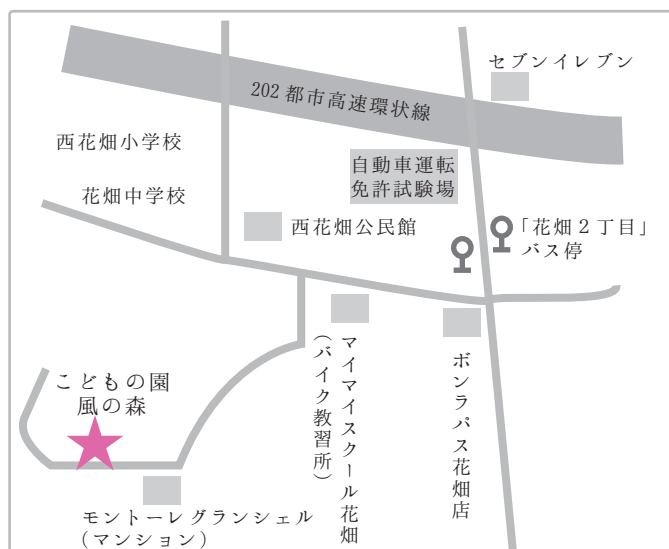 セブンイレブン
202都市高速環状線
西花畑小学校
自動車運転
免許試験場
花畑中学校
西花畑公民館
「花畑２丁目」
バス停
マイマイスクール花畑
(バイク教習所)
ボンラパス花畑店
こどもの園
風の森
モントーレグランシェル
(マンション)